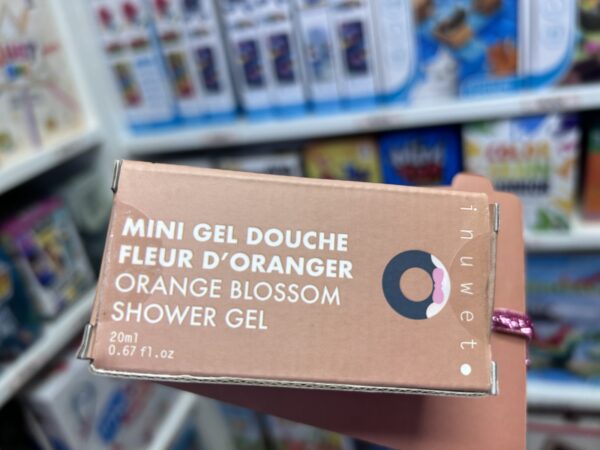 MINI GEL DOUCHE
FLEUR D'ORANGER
ORANGE BLOSSOM
SHOWER GEL
20ml
0.67 fl.oz
inuwet